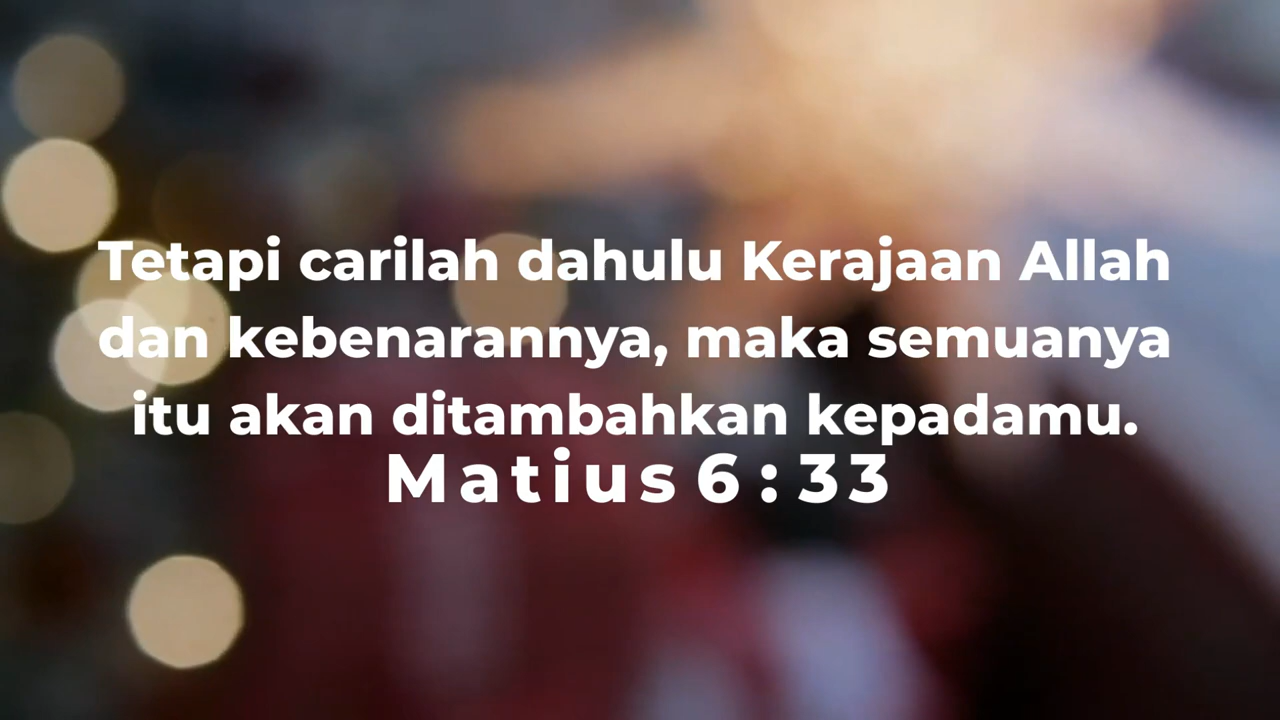 Tetapi carilah dahulu Kerajaan Allah
dan kebenarannya, maka semuanya
itu akan ditambahkan kepadamu.
Matius 6:33